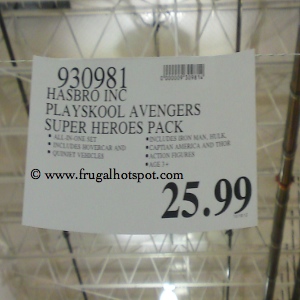 930981
HASBRO INC
PLAYSKOOL AVENGERS
SUPER HEROES PACK
• ALL-IN-ONE SET
• INCLUDES HOVERCAR AND
QUINJET VEHICLES
• INCLUDES IRON MAN, HULK,
CAPTIAN AMERICA AND THOR
ACTION FIGURES
• AGE 3+
© www.frugalhotspot.com
25.99